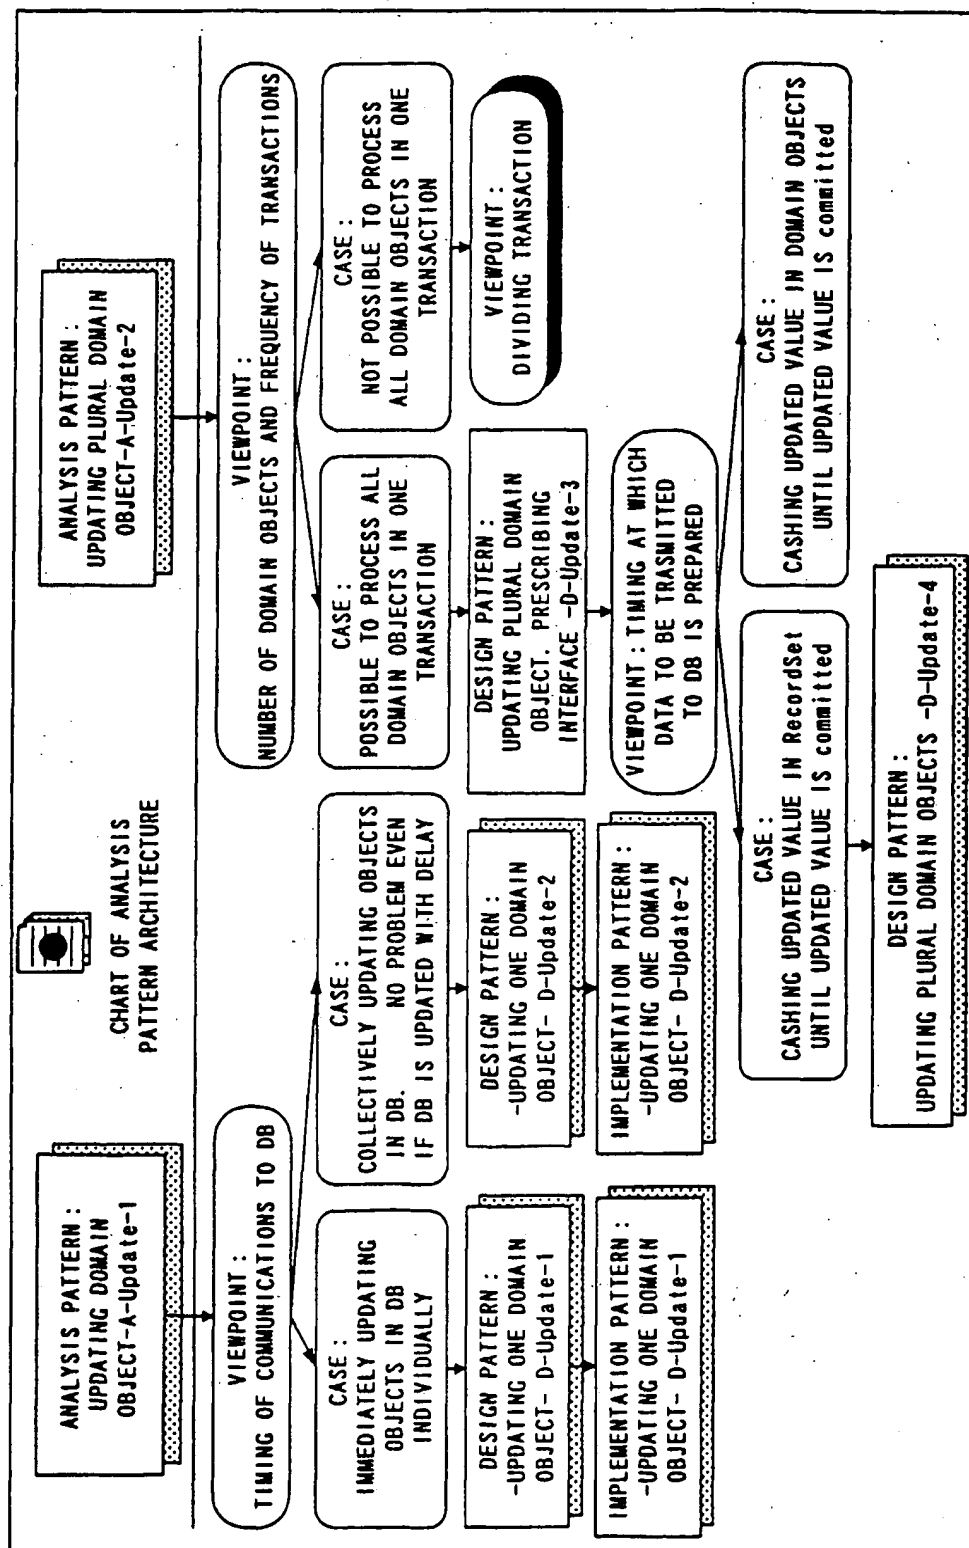 CHART OF ANALYSIS
PATTERN ARCHITECTURE
ANALYSIS PATTERN:
UPDATING DOMAIN
OBJECT-A-Update-1
VIEWPOINT:
TIMING OF COMMUNICATIONS TO DB
CASE:
IMMEDIATELY UPDATING
OBJECTS IN DB
INDIVIDUALLY
DESIGN PATTERN:
-UPDATING ONE DOMAIN
OBJECT- D-Update-1
IMPLEMENTATION PATTERN:
-UPDATING ONE DOMAIN
OBJECT- D-Update-1
CASE:
COLLECTIVELY UPDATING OBJECTS
IN DB. NO PROBLEM EVEN
IF DB IS UPDATED WITH DELAY
DESIGN PATTERN:
-UPDATING ONE DOMAIN
OBJECT- D-Update-2
IMPLEMENTATION PATTERN:
-UPDATING ONE DOMAIN
OBJECT- D-Update-2
ANALYSIS PATTERN:
UPDATING PLURAL DOMAIN
OBJECT-A-Update-2
VIEWPOINT:
NUMBER OF DOMAIN OBJECTS AND FREQUENCY OF TRANSACTIONS
CASE:
POSSIBLE TO PROCESS ALL
DOMAIN OBJECTS IN ONE
TRANSACTION
DESIGN PATTERN:
UPDATING PLURAL DOMAIN
OBJECT. PRESCRIBING
INTERFACE -D-Update-3
VIEWPOINT:TIMING AT WHICH
DATA TO BE TRASMITTED
TO DB IS PREPARED
CASE:
CASHING UPDATED VALUE IN RecordSet
UNTIL UPDATED VALUE IS committed
DESIGN PATTERN:
UPDATING PLURAL DOMAIN OBJECTS -D-Update-4
CASE:
CASHING UPDATED VALUE IN DOMAIN OBJECTS
UNTIL UPDATED VALUE IS committed
CASE:
NOT POSSIBLE TO PROCESS
ALL DOMAIN OBJECTS IN ONE
TRANSACTION
VIEWPOINT:
DIVIDING TRANSACTION